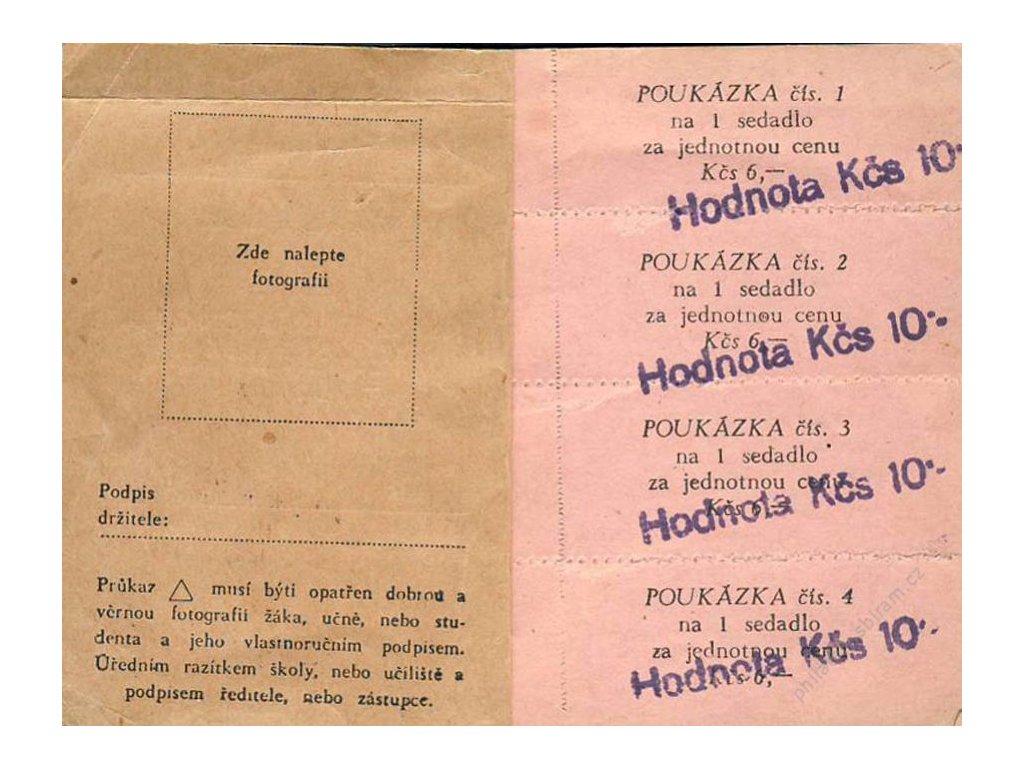 Zde nalepte
fotografii
Podpis
držitele:
Průkaz △ musí býti opatřen dobrou a
věrnou fotografií žáka, učně, nebo stu-
denta a jeho vlastnoručním podpisem.
Úředním razítkem školy, nebo učiliště a
podpisem ředitele, nebo zástupce.
POUKÁZKA čís. 1
na 1 sedadlo
za jednotnou cenu
Kčs 6,—
Hodnota Kčs 10·-
POUKÁZKA čís. 2
na 1 sedadlo
za jednotnou cenu
Kčs 6,—
Hodnota Kčs 10·-
POUKÁZKA čís. 3
na 1 sedadlo
za jednotnou cenu
Kčs 6,—
Hodnota Kčs 10·-
POUKÁZKA čís. 4
na 1 sedadlo
za jednotnou cenu
Kčs 6,—
Hodnota Kčs 10·-